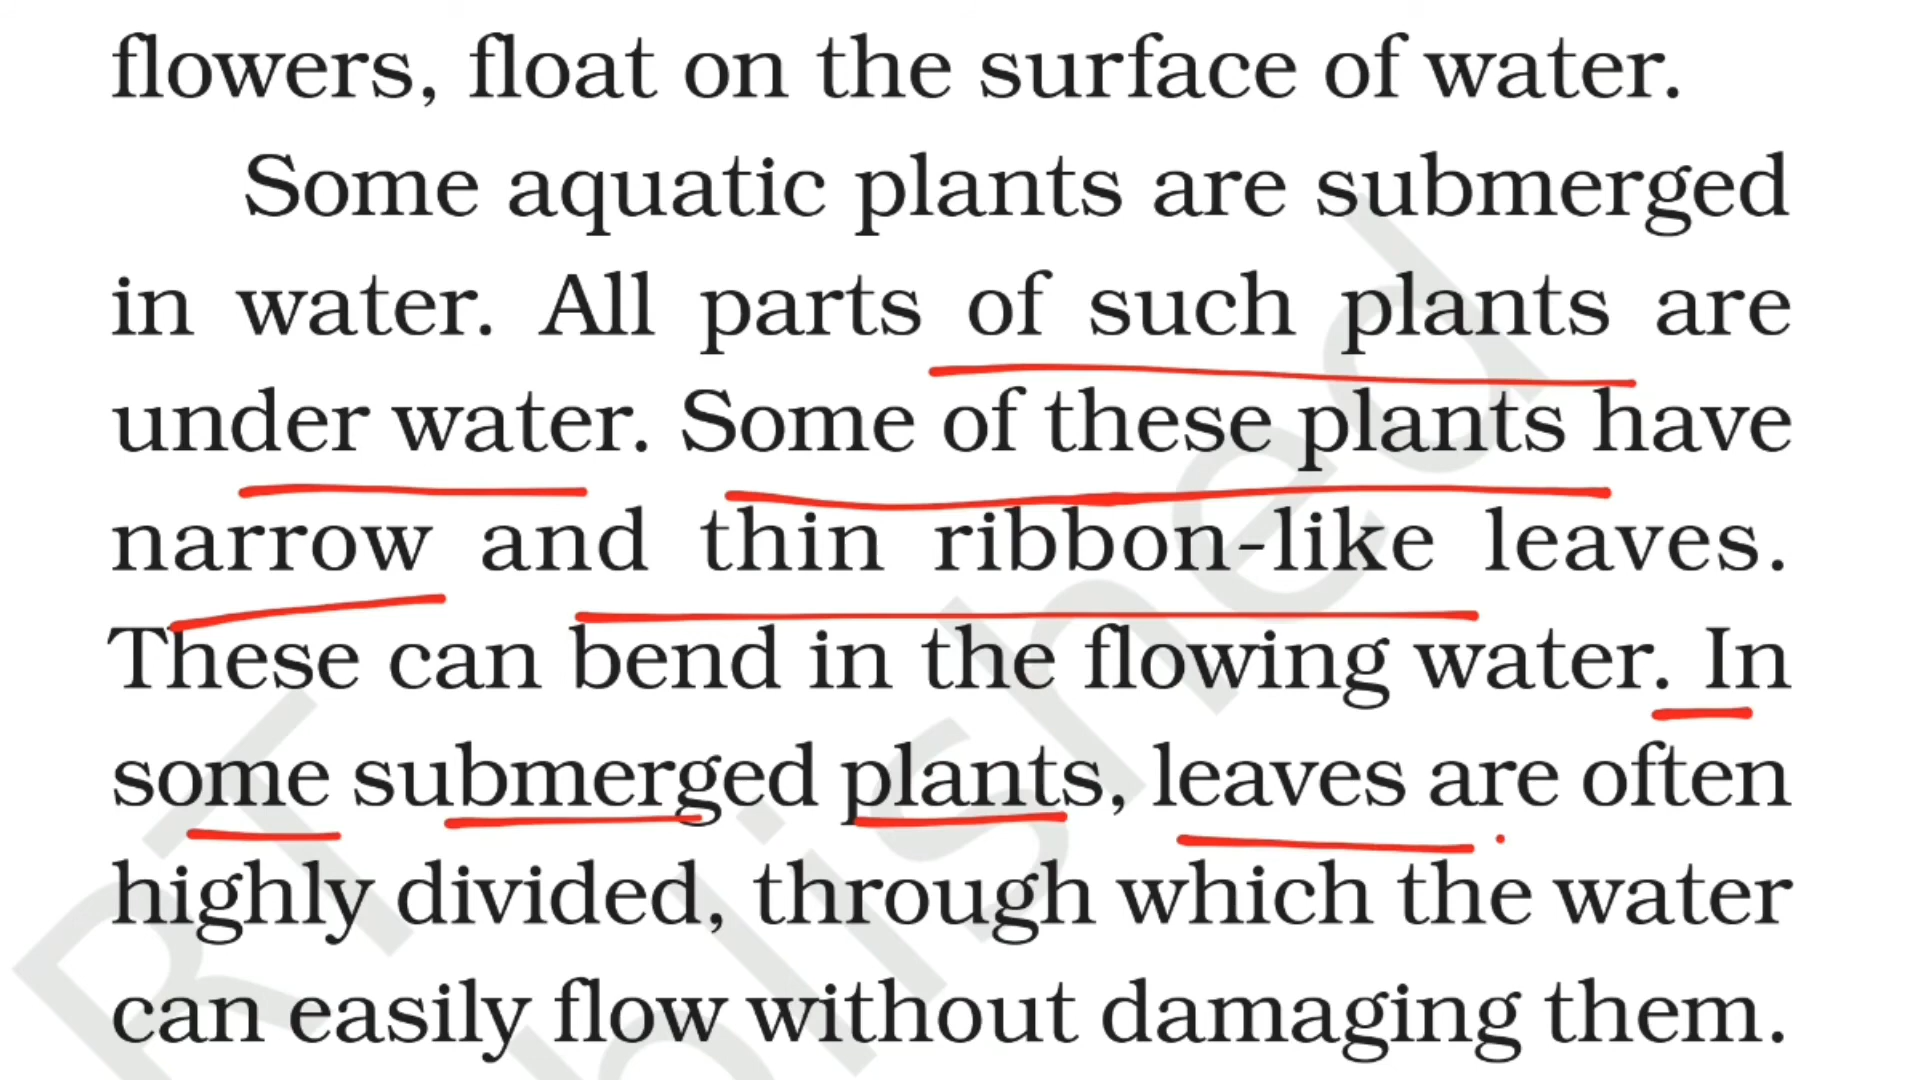 flowers, float on the surface of water.
Some aquatic plants are submerged
in water. All parts of such plants are
under water. Some of these plants have
narrow and thin ribbon-like leaves.
These can bend in the flowing water. In
some submerged plants, leaves are often
highly divided, through which the water
can easily flow without damaging them.